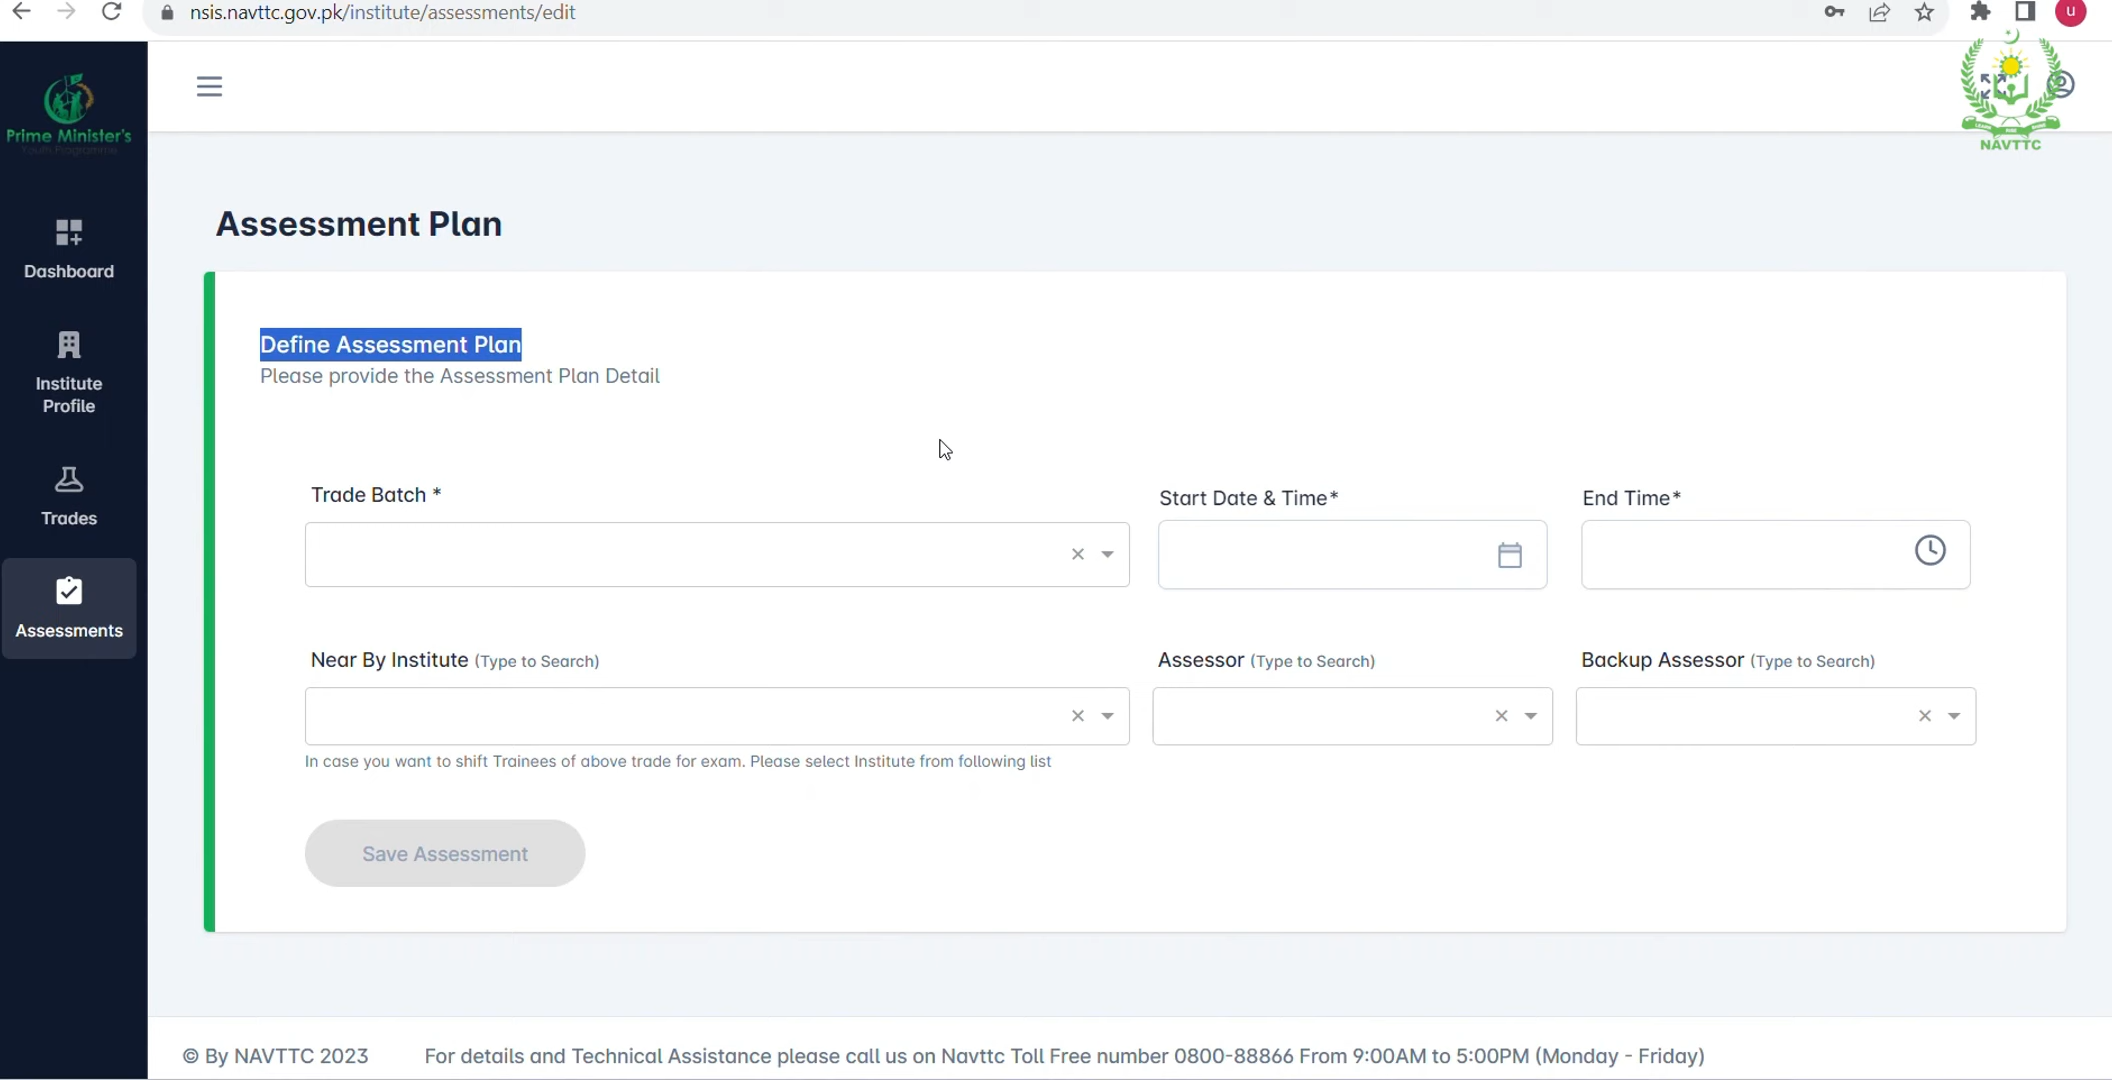 nsis.navttc.gov.pk/institute/assessments/edit
u
Prime Minister's
Youth Programme
NAVTTC
Dashboard
Institute
Profile
Trades
Assessments
Assessment Plan
Define Assessment Plan
Please provide the Assessment Plan Detail
Trade Batch *
Start Date & Time*
End Time*
Near By Institute (Type to Search)
Assessor (Type to Search)
Backup Assessor (Type to Search)
In case you want to shift Trainees of above trade for exam. Please select Institute from following list
Save Assessment
© By NAVTTC 2023
For details and Technical Assistance please call us on Navttc Toll Free number 0800-88866 From 9:00AM to 5:00PM (Monday - Friday)